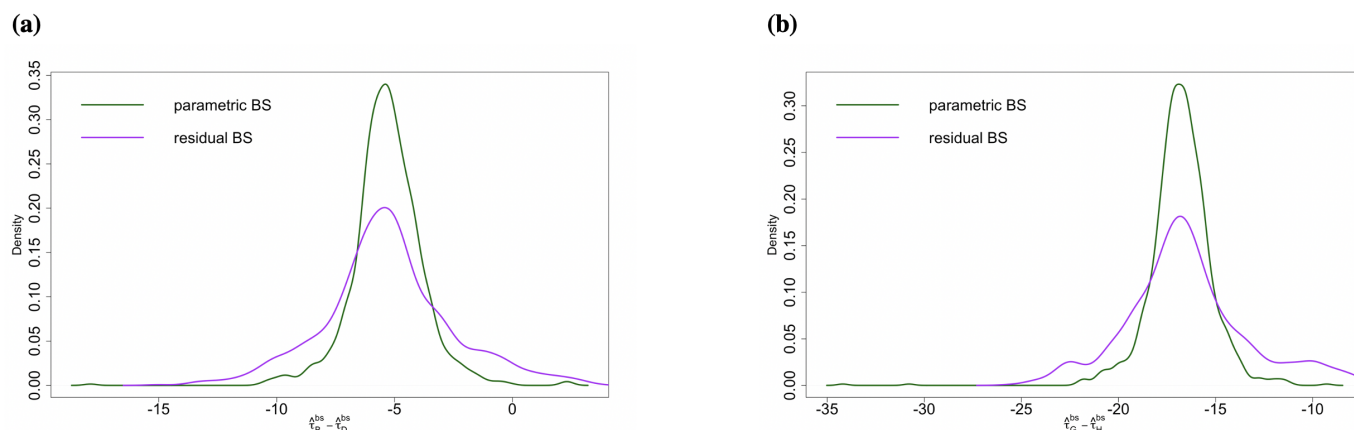 (a)
(b)
parametric BS
residual BS
Density
0.00 0.05 0.10 0.15 0.20 0.25 0.30 0.35
-15 -10 -5 0
parametric BS
residual BS
Density
0.00 0.05 0.10 0.15 0.20 0.25 0.30
-35 -30 -25 -20 -15 -10